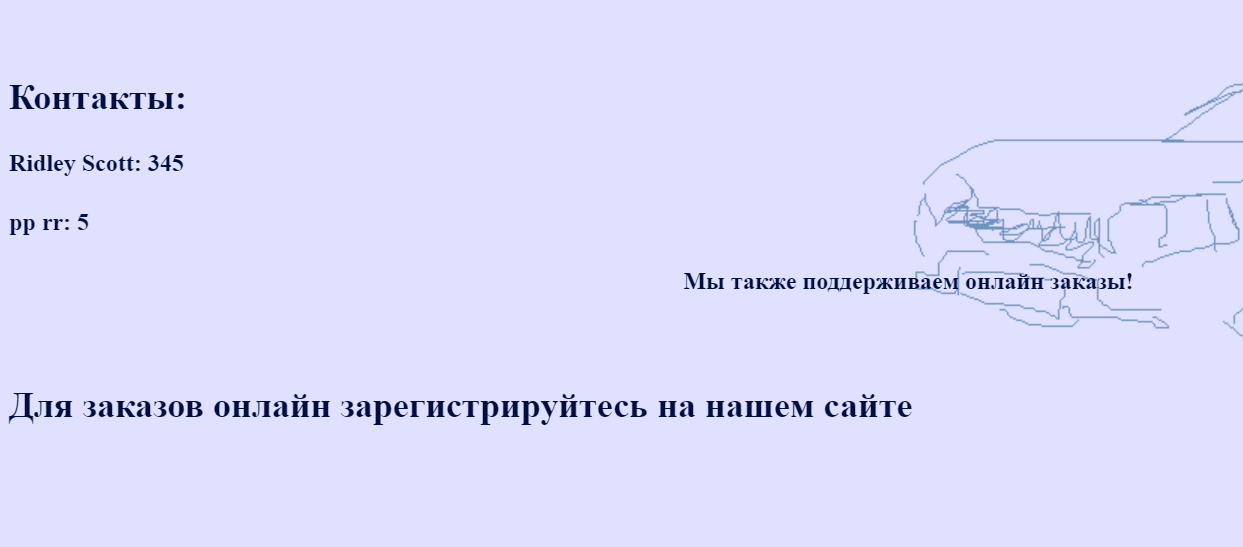 Контакты:
Ridley Scott: 345
pp rr: 5
Мы также поддерживаем онлайн заказы!
Для заказов онлайн зарегистрируйтесь на нашем сайте